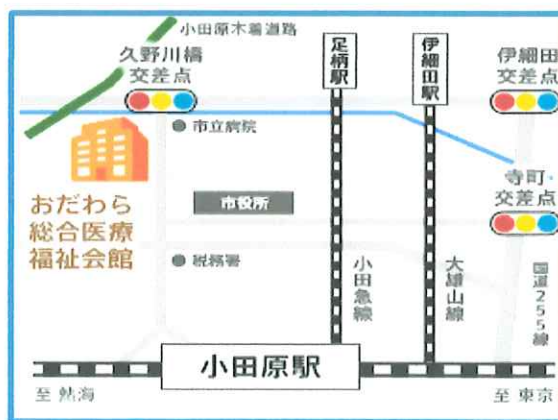 小田原木着道路
久野川橋
交差点
足柄駅
伊細田駅
伊細田
交差点
市立病院
寺町
交差点
おだわら
総合医療
福祉会館
市役所
税務署
小田急線
大雄山線
国道255線
小田原駅
至 熱海
至 東京